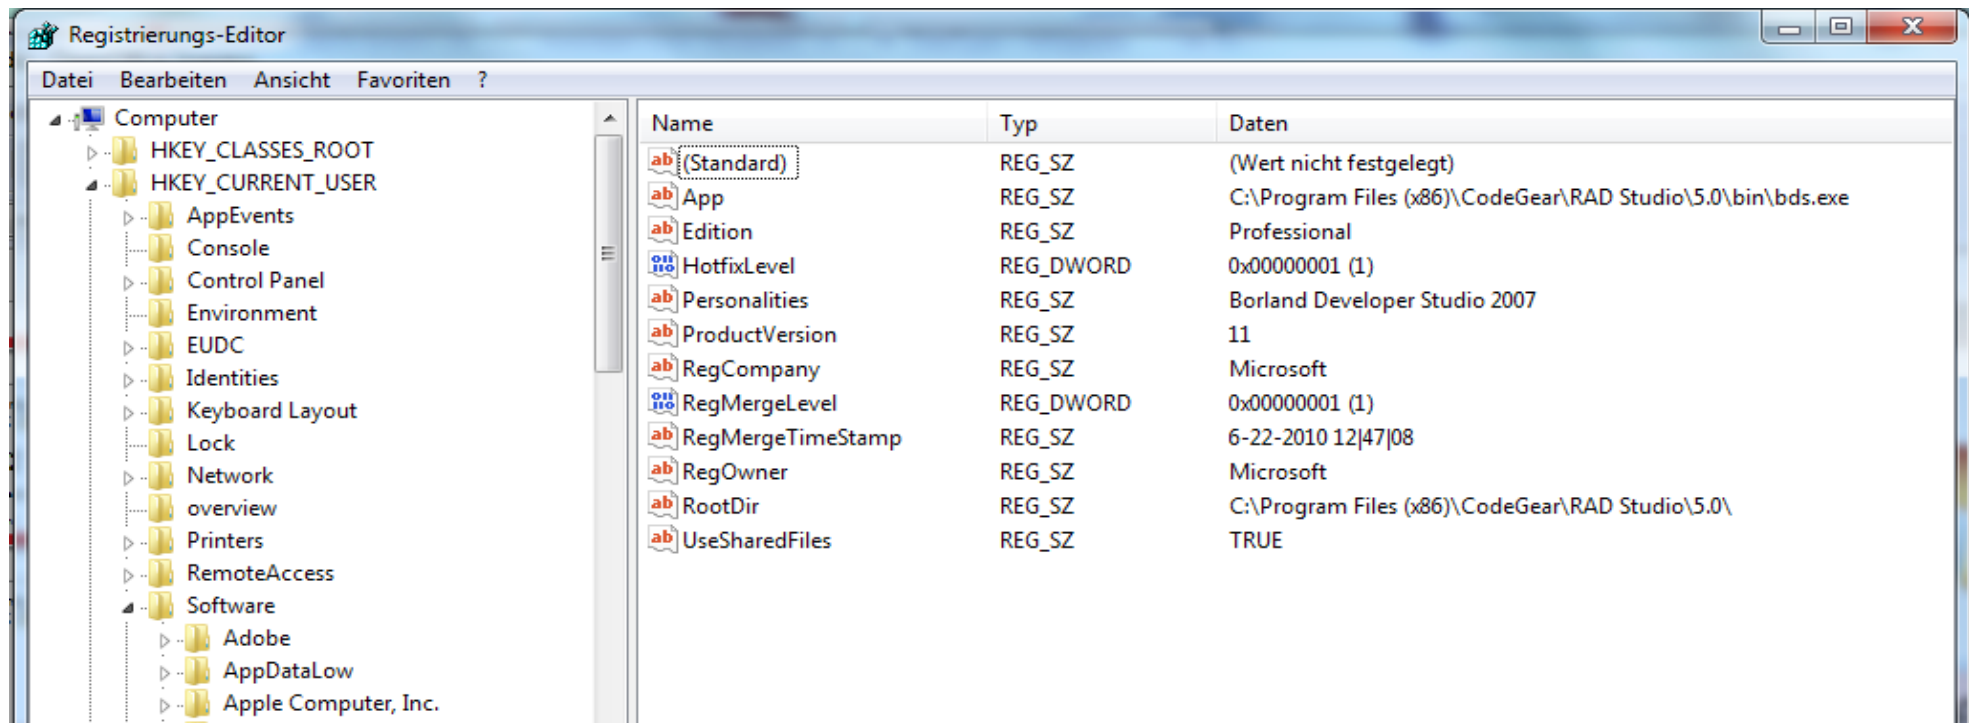 Registrierungs-Editor
Datei Bearbeiten Ansicht Favoriten ?
Computer
HKEY_CLASSES_ROOT
HKEY_CURRENT_USER
AppEvents
Console
Control Panel
Environment
EUDC
Identities
Keyboard Layout
Lock
Network
overview
Printers
RemoteAccess
Software
Adobe
AppDataLow
Apple Computer, Inc.
Name Typ Daten
(Standard) REG_SZ (Wert nicht festgelegt)
App REG_SZ C:\Program Files (x86)\CodeGear\RAD Studio\5.0\bin\bds.exe
Edition REG_SZ Professional
HotfixLevel REG_DWORD 0x00000001 (1)
Personalities REG_SZ Borland Developer Studio 2007
ProductVersion REG_SZ 11
RegCompany REG_SZ Microsoft
RegMergeLevel REG_DWORD 0x00000001 (1)
RegMergeTimeStamp REG_SZ 6-22-2010 12|47|08
RegOwner REG_SZ Microsoft
RootDir REG_SZ C:\Program Files (x86)\CodeGear\RAD Studio\5.0\
UseSharedFiles REG_SZ TRUE